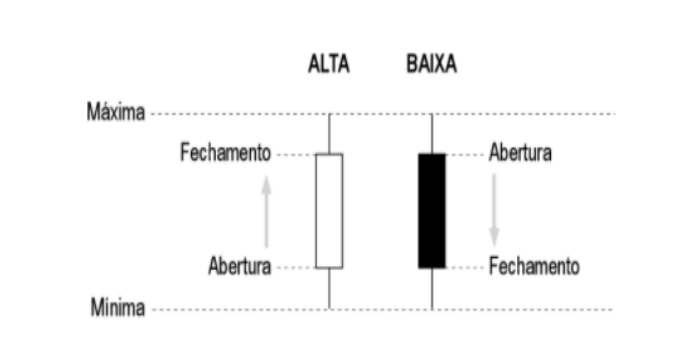 ALTA BAIXA
Máxima
Fechamento Abertura
Abertura Fechamento
Mínima